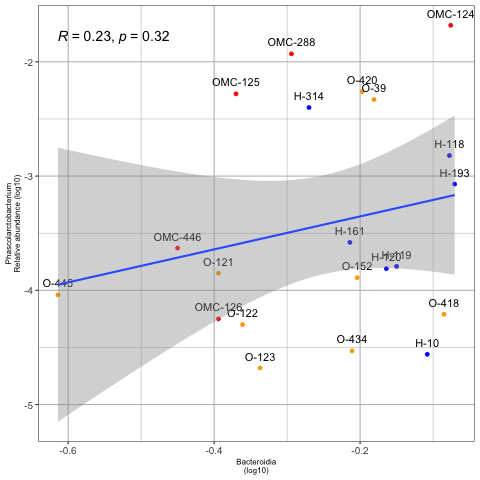 OMC-124
R = 0.23, p = 0.32
OMC-288
-2
OMC-125
O-420
O-39
H-314
H-118
-3
H-193
Phascolarctobacterium
Relative abundance (log10)
OMC-446
H-161
O-121
H-119
O-152
O-445
-4
OMC-126
O-122
O-418
O-434
H-10
O-123
-5
-0.6
-0.4
-0.2
Bacteroidia
(log10)